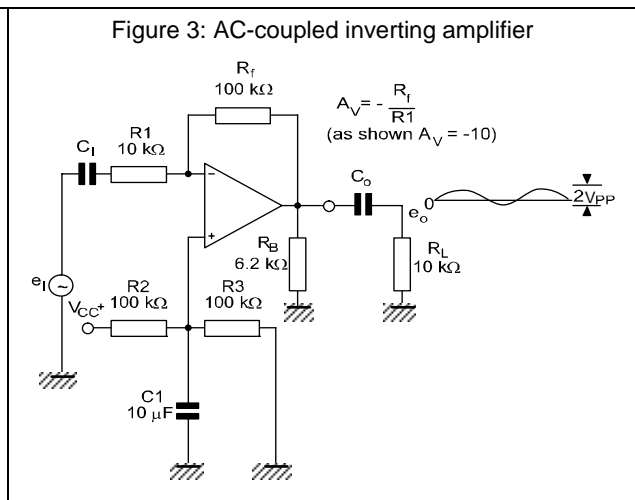 Figure 3: AC-coupled inverting amplifier
Rf
100 kΩ
AV = - Rf
R1
(as shown AV = -10)
R1
10 kΩ
CI
Co
eo
0
2VPP
RB
6.2 kΩ
RL
10 kΩ
eI
~
VCC+
R2
100 kΩ
R3
100 kΩ
C1
10 µF